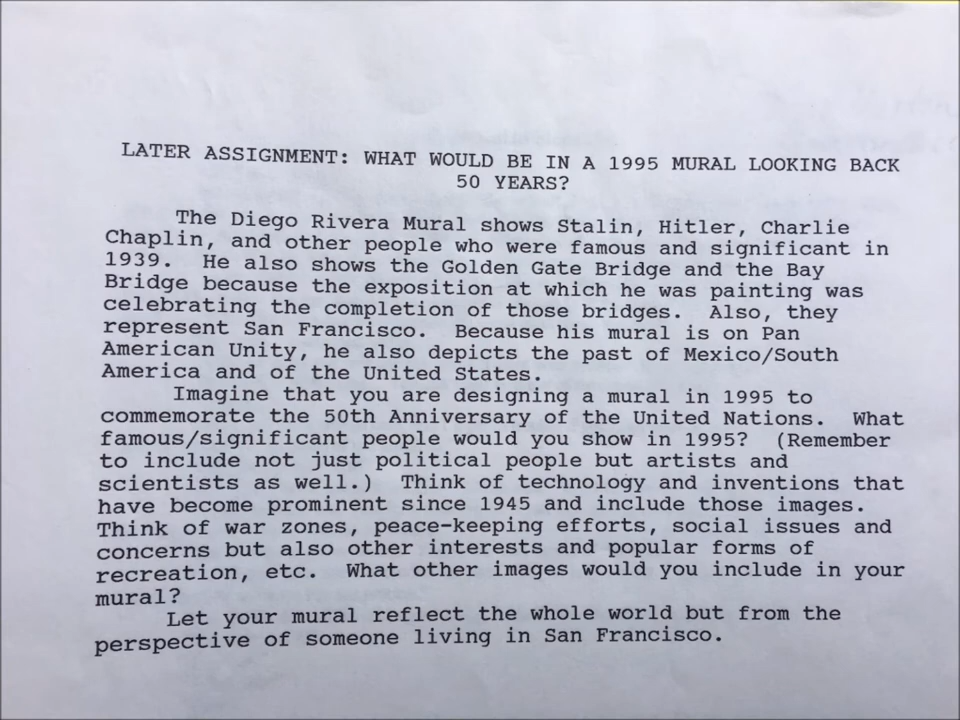 LATER ASSIGNMENT: WHAT WOULD BE IN A 1995 MURAL LOOKING BACK
50 YEARS?
The Diego Rivera Mural shows Stalin, Hitler, Charlie
Chaplin, and other people who were famous and significant in
1939. He also shows the Golden Gate Bridge and the Bay
Bridge because the exposition at which he was painting was
celebrating the completion of those bridges. Also, they
represent San Francisco. Because his mural is on Pan
American Unity, he also depicts the past of Mexico/South
America and of the United States.
Imagine that you are designing a mural in 1995 to
commemorate the 50th Anniversary of the United Nations. What
famous/significant people would you show in 1995? (Remember
to include not just political people but artists and
scientists as well.) Think of technology and inventions that
have become prominent since 1945 and include those images.
Think of war zones, peace-keeping efforts, social issues and
concerns but also other interests and popular forms of
recreation, etc. What other images would you include in your
mural?
Let your mural reflect the whole world but from the
perspective of someone living in San Francisco.